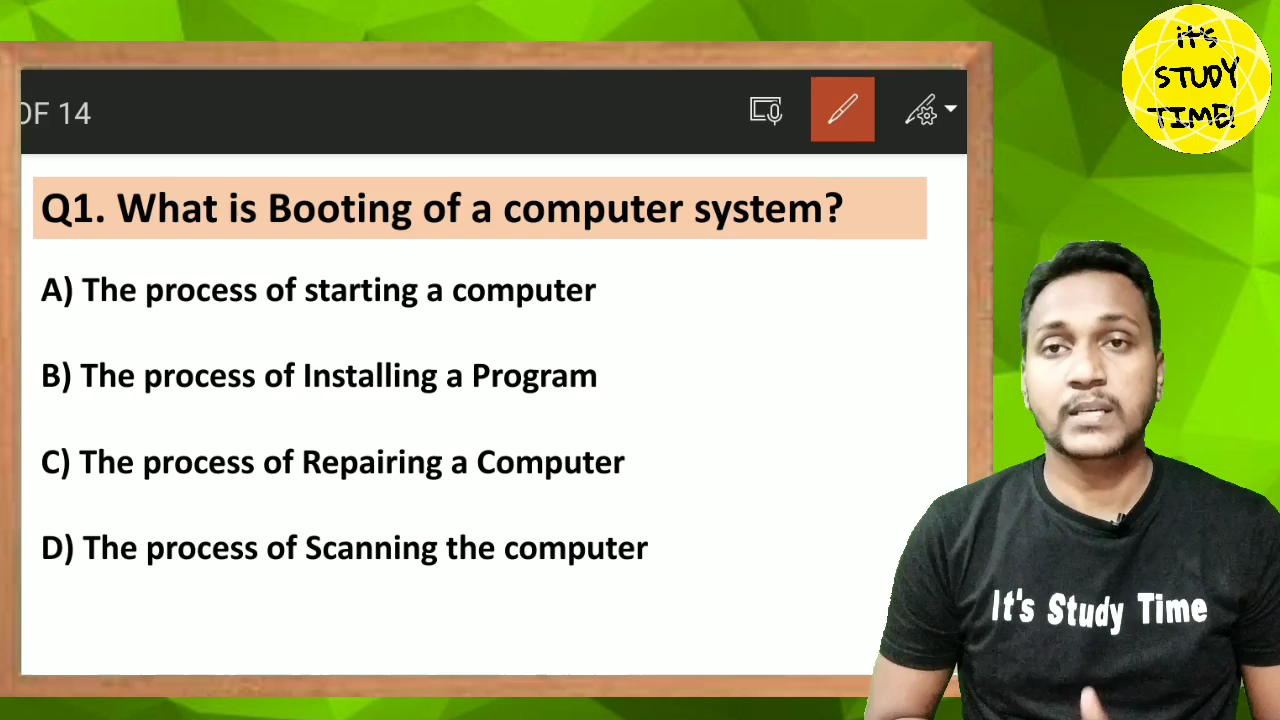 OF 14
it's
STUDY
TIME!
Q1. What is Booting of a computer system?
A) The process of starting a computer
B) The process of Installing a Program
C) The process of Repairing a Computer
D) The process of Scanning the computer
It's Study Time